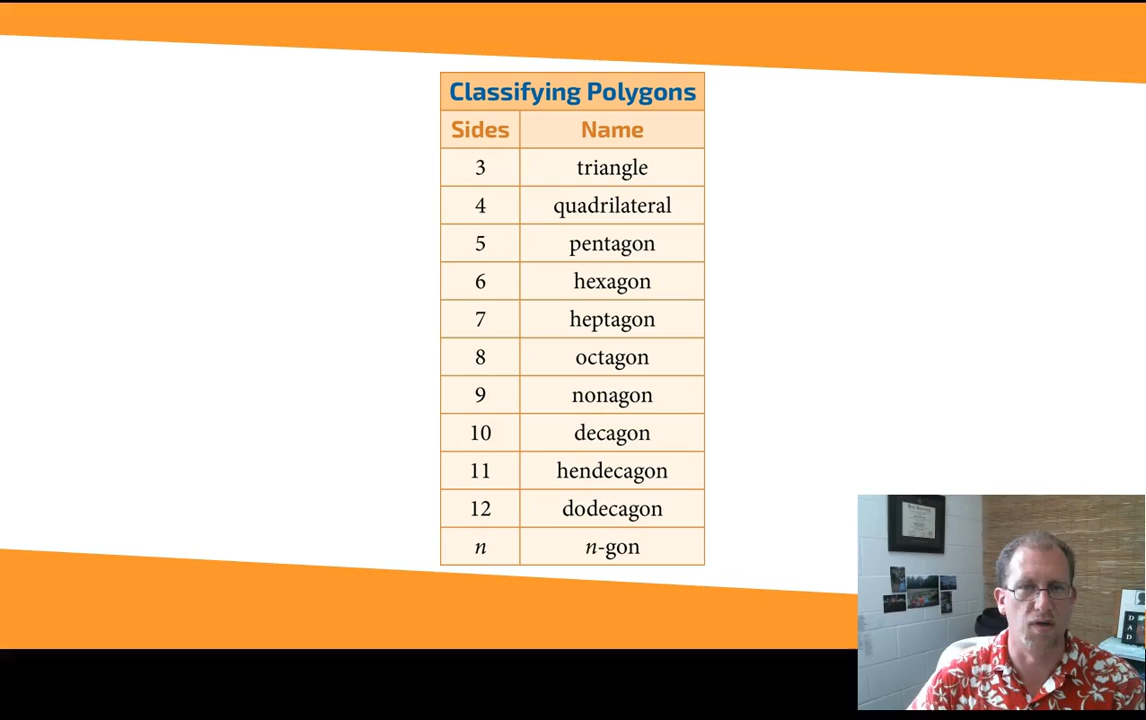 Classifying Polygons
Sides Name
3 triangle
4 quadrilateral
5 pentagon
6 hexagon
7 heptagon
8 octagon
9 nonagon
10 decagon
11 hendecagon
12 dodecagon
n n-gon
DAD